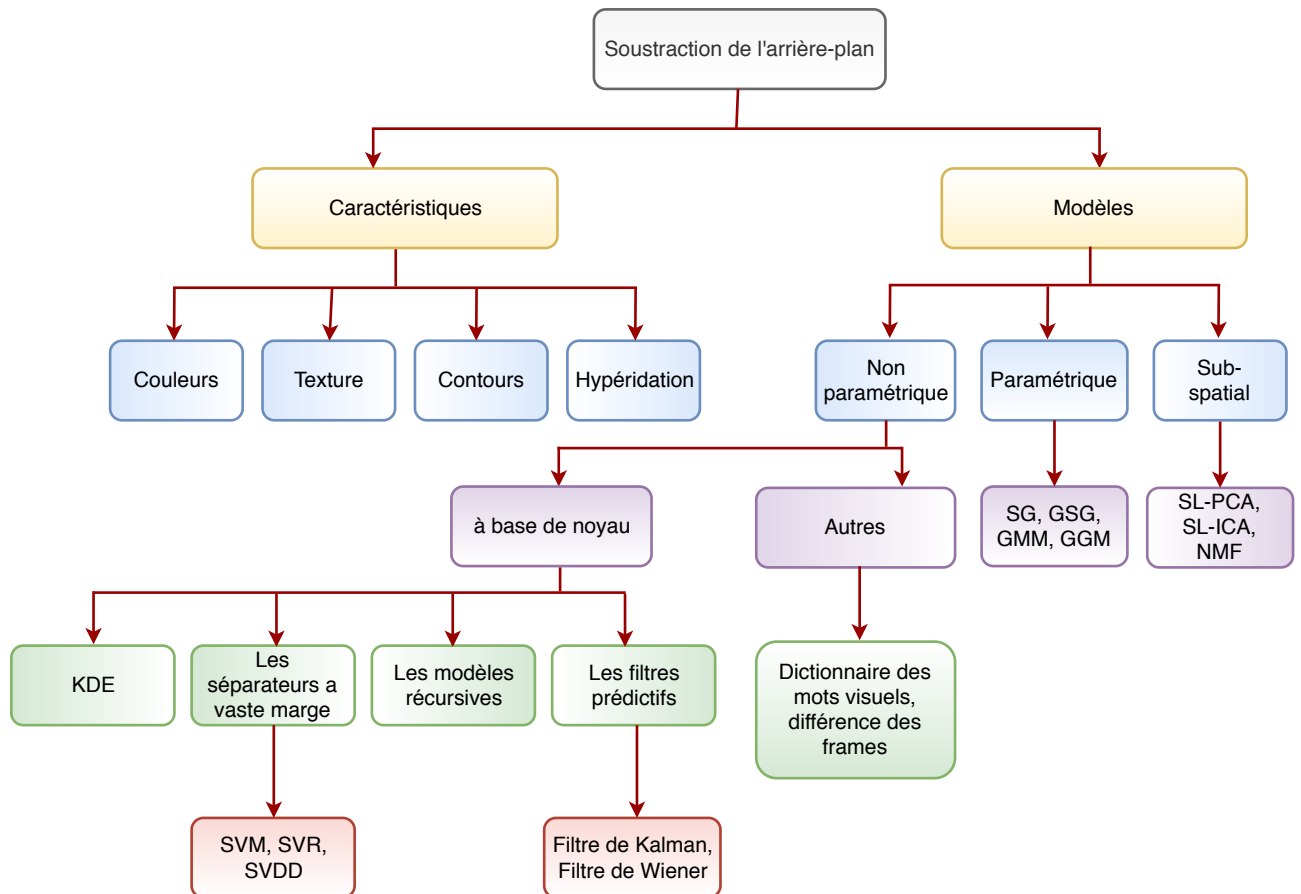 Soustraction de l'arrière-plan
Caractéristiques
Modèles
Couleurs
Texture
Contours
Hypéridation
Non
paramétrique
Paramétrique
Sub-
spatial
à base de noyau
Autres
SG, GSG,
GMM, GGM
SL-PCA,
SL-ICA,
NMF
KDE
Les
séparateurs a
vaste marge
Les modèles
récursives
Les filtres
prédictifs
Dictionnaire des
mots visuels,
différence des
frames
SVM, SVR,
SVDD
Filtre de Kalman,
Filtre de Wiener